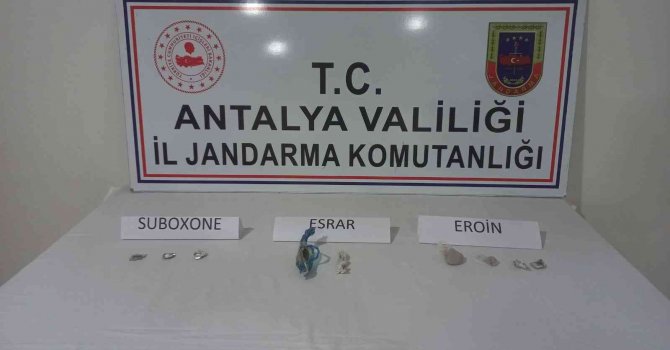 T.C.
ANTALYA VALİLİĞİ
İL JANDARMA KOMUTANLIĞI
SUBOXONE
ESRAR
EROİN